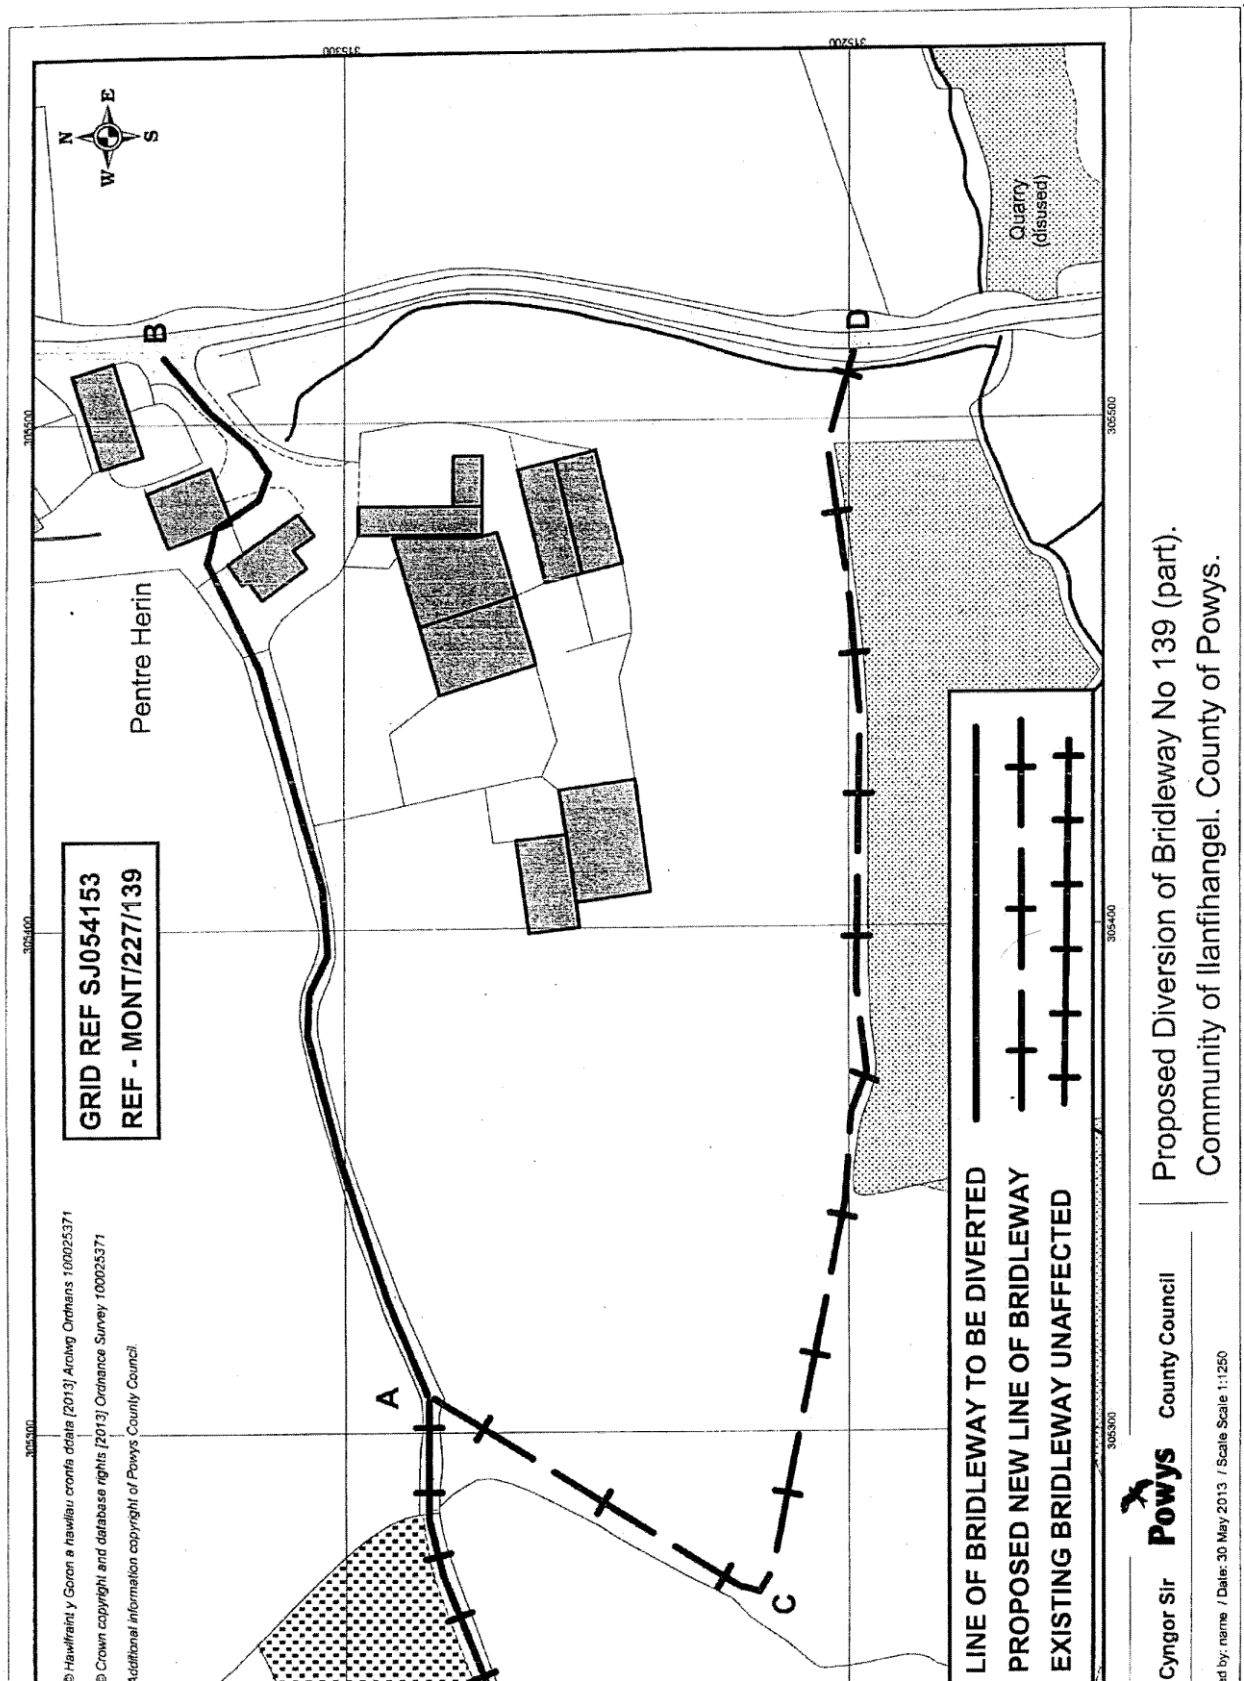 © Hawlfraint y Goron a hawliau cronfa ddata [2013] Arolwg Ordnans 100025371
© Crown copyright and database rights [2013] Ordnance Survey 100025371
Additional information copyright of Powys County Council.
GRID REF SJ054153
REF - MONT/227/139
N
E
S
W
305300
305400
305500
315300
315200
305300
305400
305500
Pentre Herin
A
B
C
D
Quarry
(disused)
LINE OF BRIDLEWAY TO BE DIVERTED
PROPOSED NEW LINE OF BRIDLEWAY
EXISTING BRIDLEWAY UNAFFECTED
Cyngor Sir Powys County Council
ed by: name / Date: 30 May 2013 / Scale Scale 1:1250
Proposed Diversion of Bridleway No 139 (part).
Community of llanfihangel. County of Powys.